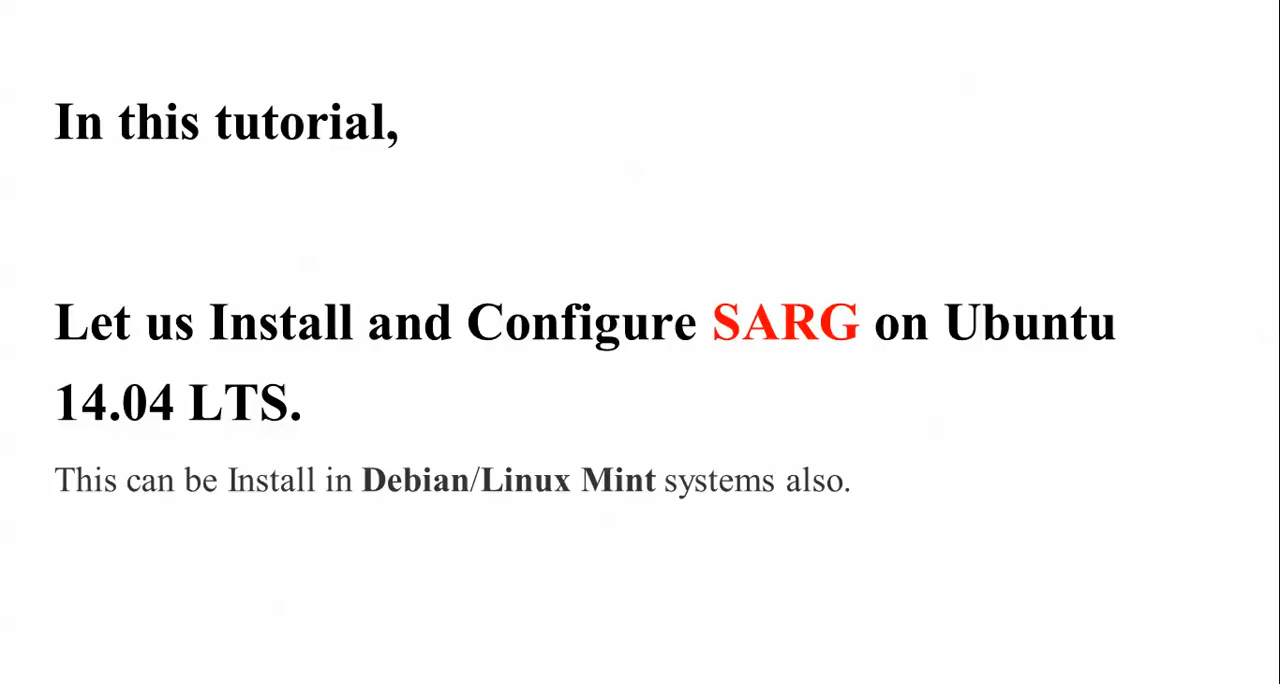 In this tutorial,
Let us Install and Configure SARG on Ubuntu
14.04 LTS.
This can be Install in Debian/Linux Mint systems also.